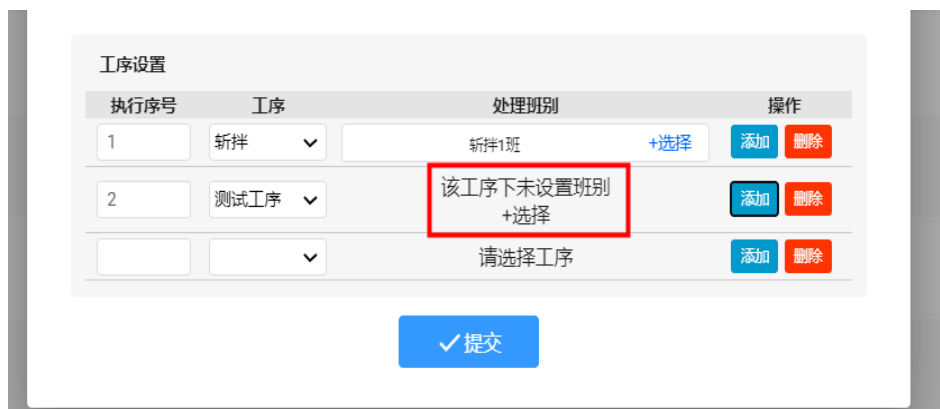 工序设置
执行序号 工序 处理班别 操作
1 斩拌 斩拌1班 +选择 添加 删除
2 测试工序 该工序下未设置班别 添加 删除
+选择
请选择工序 添加 删除
提交